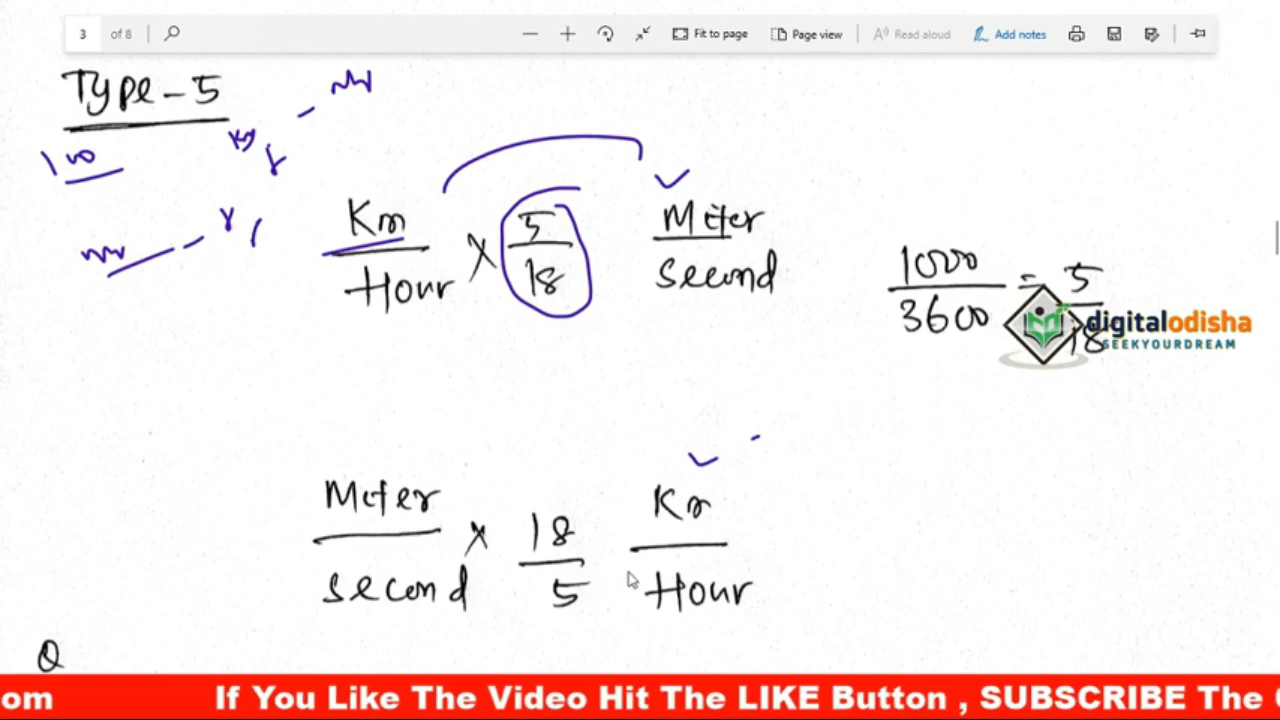 3 of 8 Fit to page Page view Read aloud Add notes
Type-5
100
Km
Hour
× 5
18
Meter
Second
1000
3600
= 5
18
digitalodisha
SEEKYOURDREAM
Meter
Second
× 18
5
Km
Hour
Q
om If You Like The Video Hit The LIKE Button , SUBSCRIBE The